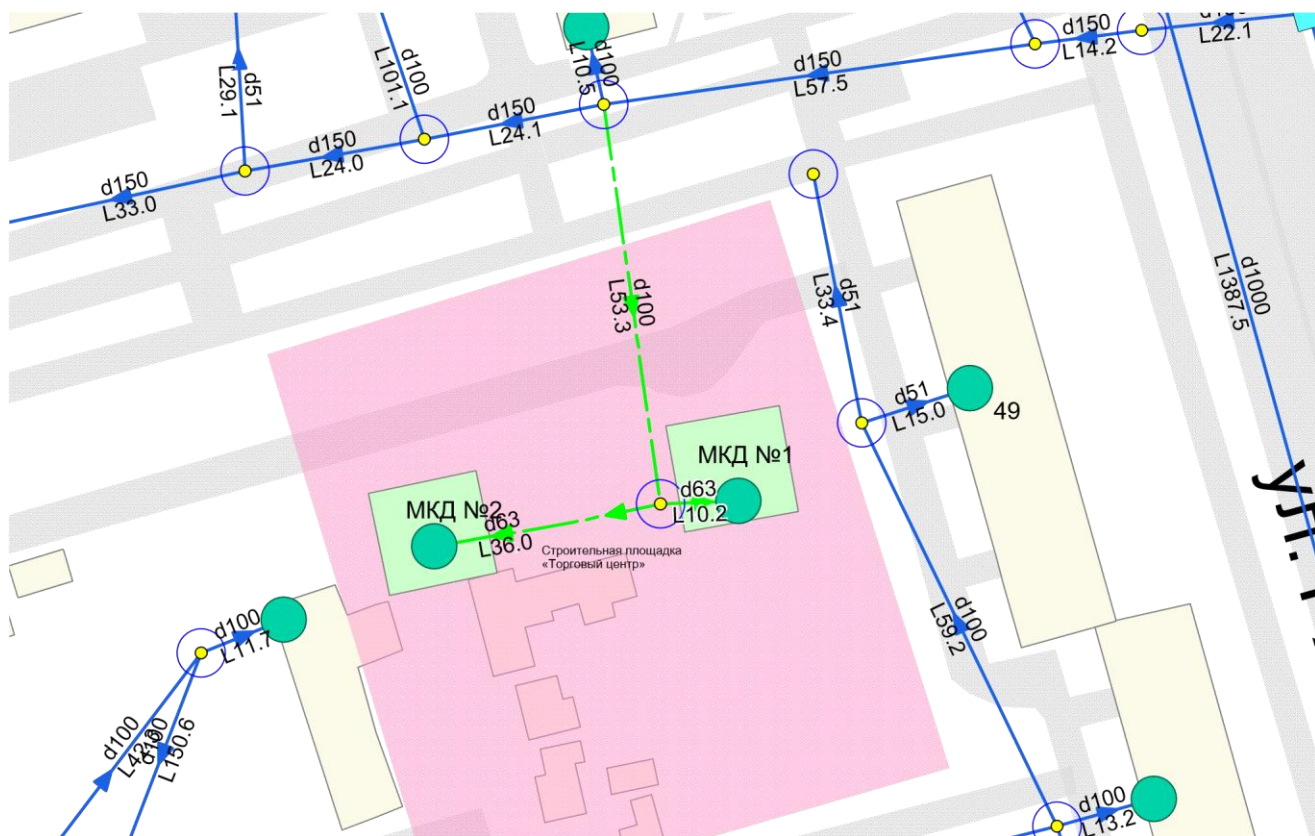 d150
L22.1
d150
L14.2
d150
L57.5
d100
L10.5
d100
L101.1
d51
L29.1
d150
L24.1
d150
L24.0
d150
L33.0
d100
L53.3
d51
L33.4
d1000
L1387.5
d51
L15.0
49
МКД №1
d63
L10.2
МКД №2
d63
L36.0
Строительная площадка
«Торговый центр»
ул.
d100
L59.2
d100
L11.7
d100
d100
L150.6
d100
L13.2